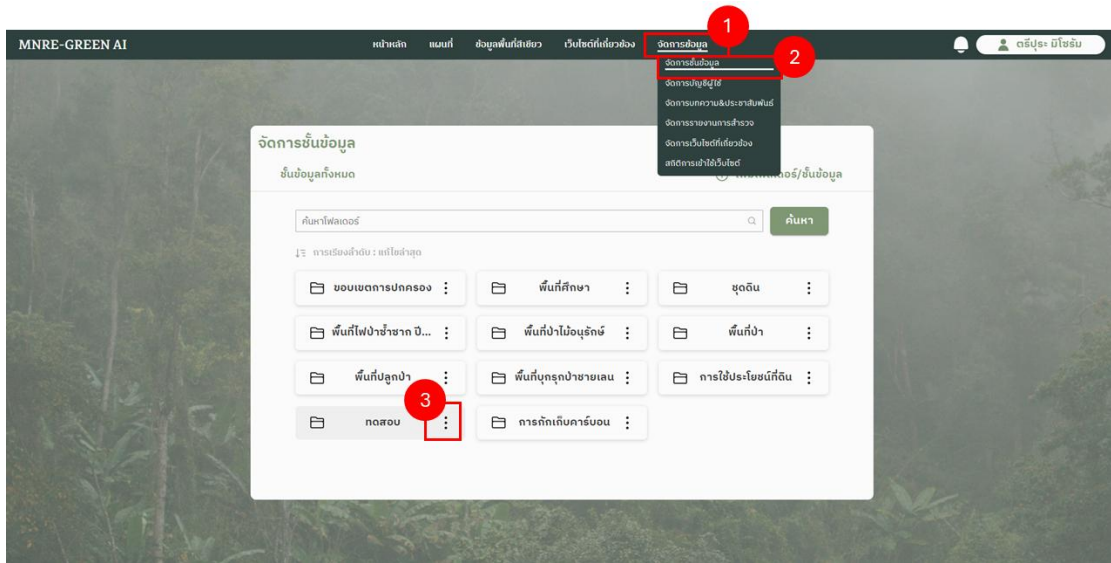 1
MNRE-GREEN AI หน้าหลัก แผนที่ ข้อมูลพื้นที่สีเขียว เว็บไซต์ที่เกี่ยวข้อง จัดการข้อมูล ตรีปุระ มิโซรัม
จัดการชั้นข้อมูล 2
จัดการบัญชีผู้ใช้
จัดการบทความ&ประชาสัมพันธ์
จัดการรายงานการสำรวจ
จัดการเว็บไซต์ที่เกี่ยวข้อง
สถิติการเข้าใช้เว็บไซต์
จัดการชั้นข้อมูล
ชั้นข้อมูลทั้งหมด
ค้นหาโฟลเดอร์ ค้นหา
การเรียงลำดับ : แก้ไขล่าสุด
ขอบเขตการปกครอง พื้นที่ศึกษา ชุดดิน
พื้นที่ไฟป่าซ้ำซาก ปี... พื้นที่ป่าไม้อนุรักษ์ พื้นที่ป่า
พื้นที่ปลูกป่า พื้นที่บุกรุกป่าชายเลน การใช้ประโยชน์ที่ดิน
3
ทดสอบ การกักเก็บคาร์บอน